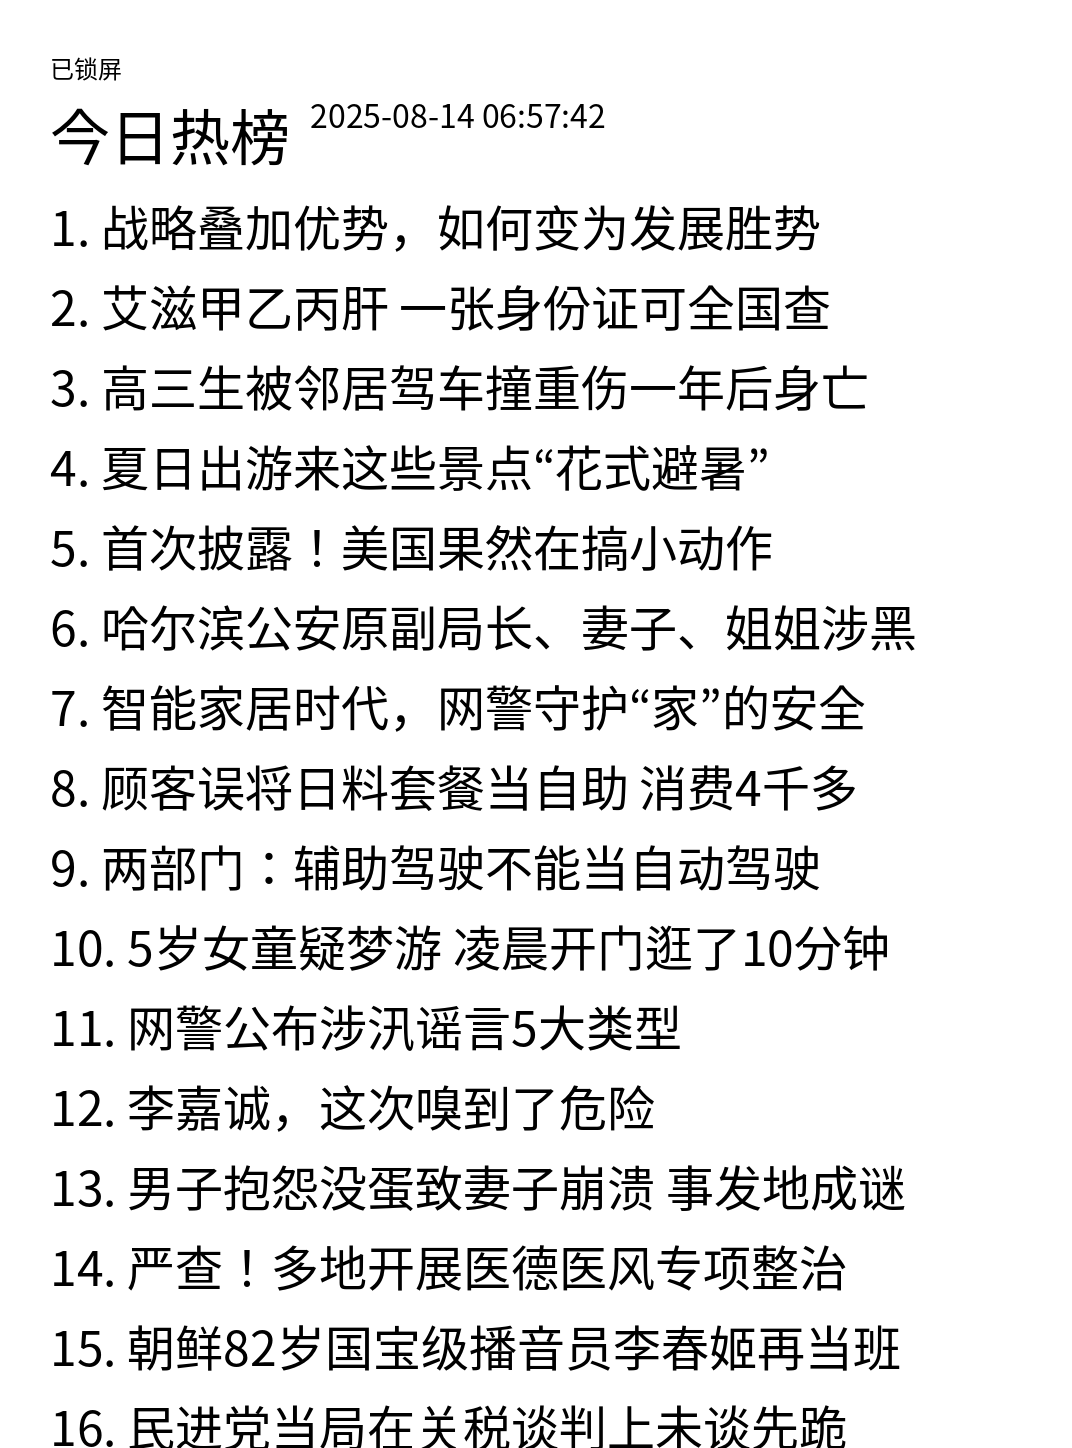 已锁屏
今日热榜 2025-08-14 06:57:42
1. 战略叠加优势，如何变为发展胜势
2. 艾滋甲乙丙肝 一张身份证可全国查
3. 高三生被邻居驾车撞重伤一年后身亡
4. 夏日出游来这些景点“花式避暑”
5. 首次披露！美国果然在搞小动作
6. 哈尔滨公安原副局长、妻子、姐姐涉黑
7. 智能家居时代，网警守护“家”的安全
8. 顾客误将日料套餐当自助 消费4千多
9. 两部门：辅助驾驶不能当自动驾驶
10. 5岁女童疑梦游 凌晨开门逛了10分钟
11. 网警公布涉汛谣言5大类型
12. 李嘉诚，这次嗅到了危险
13. 男子抱怨没蛋致妻子崩溃 事发地成谜
14. 严查！多地开展医德医风专项整治
15. 朝鲜82岁国宝级播音员李春姬再当班
16. 民进党当局在关税谈判上未谈先跪